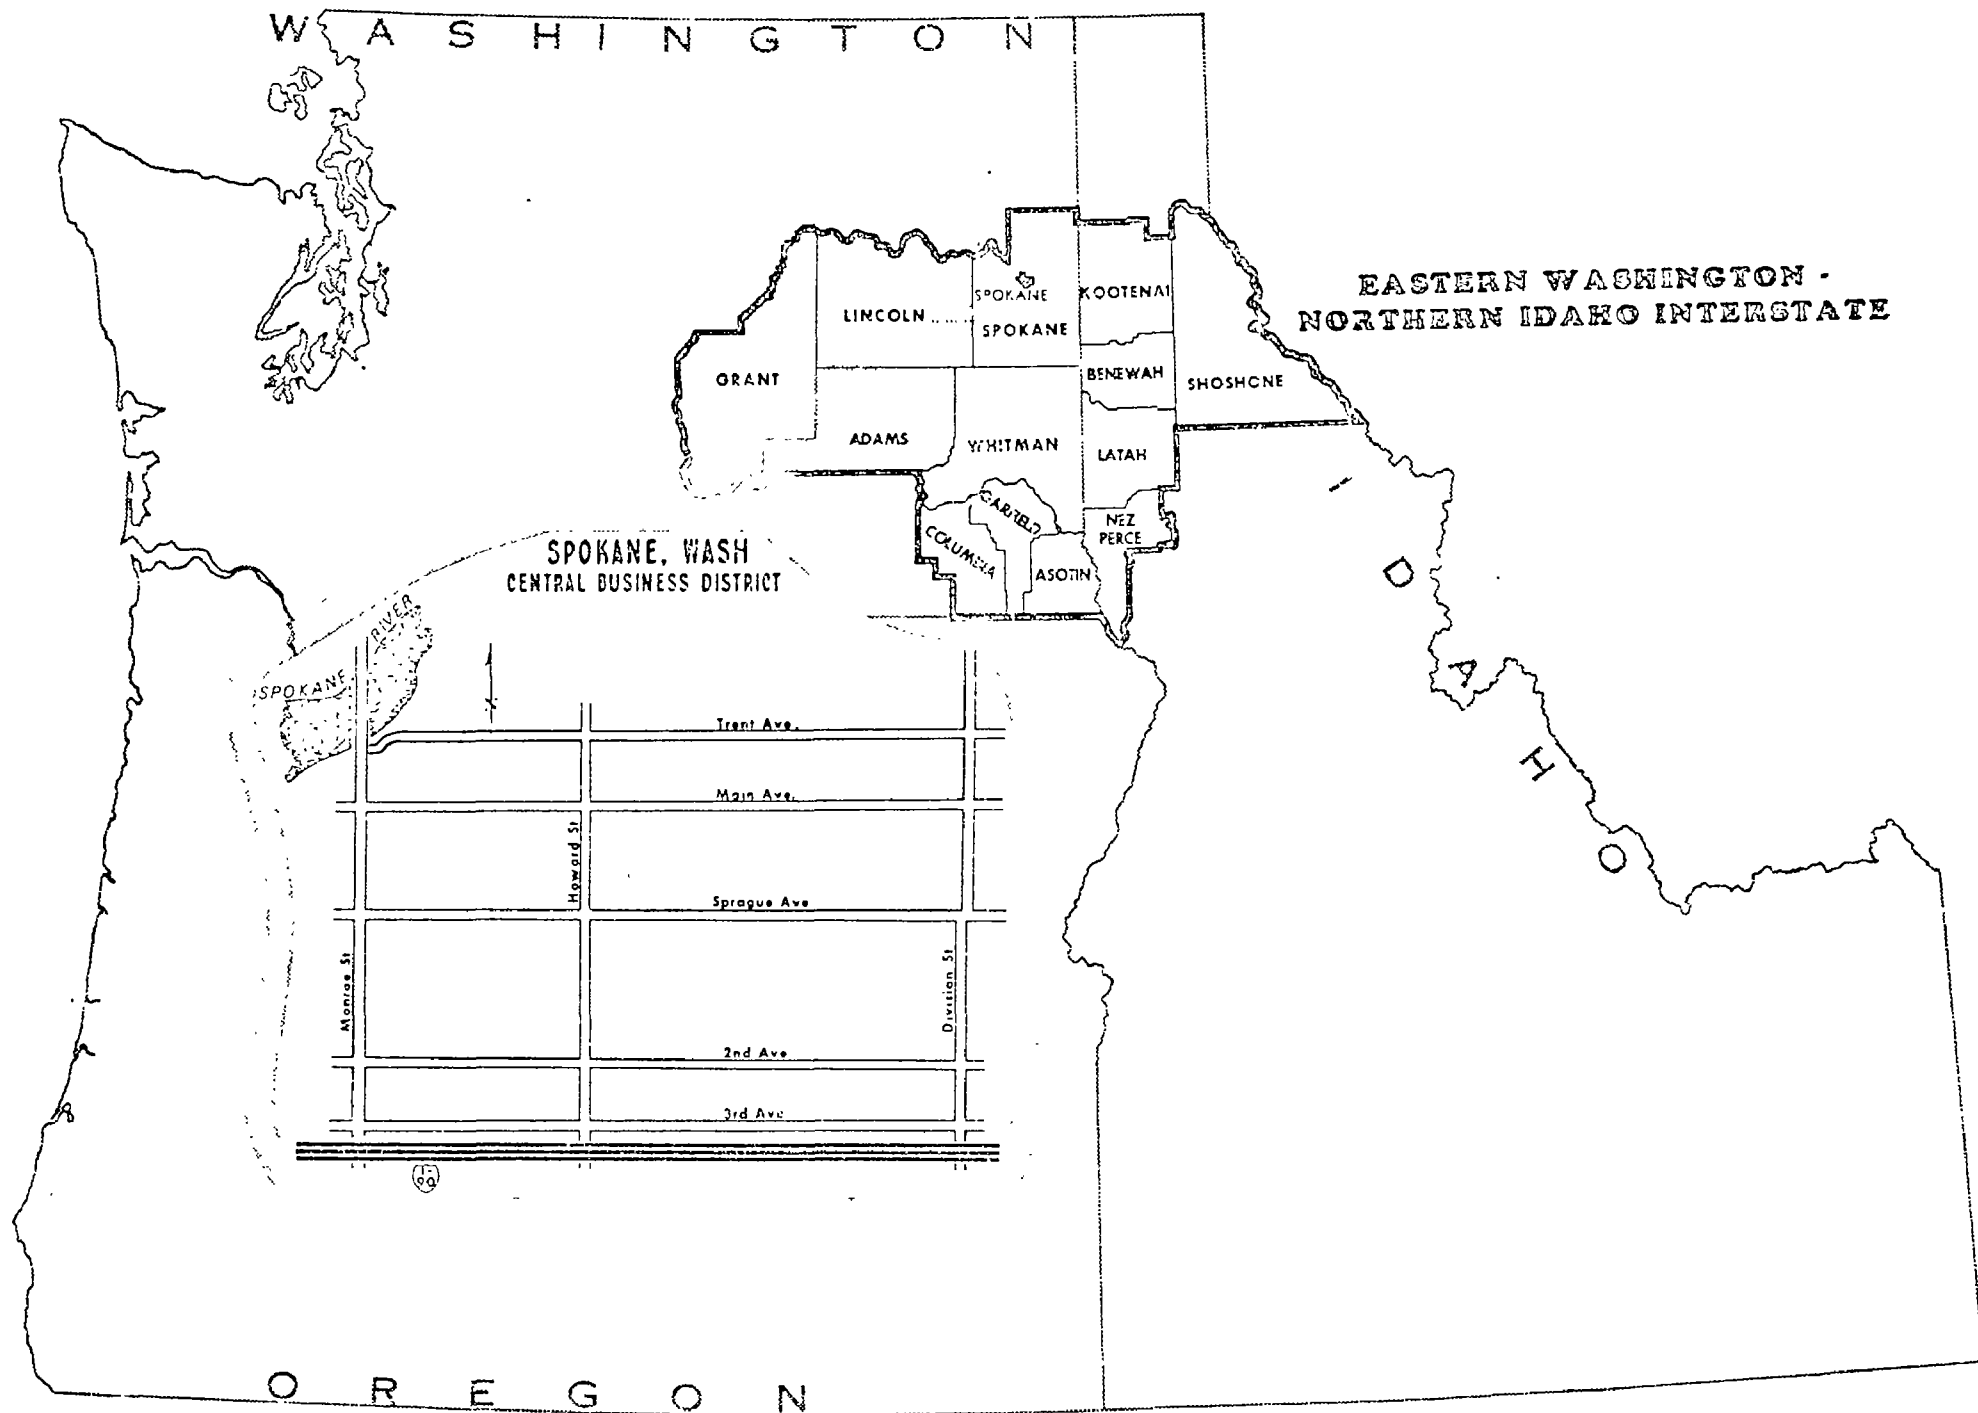 WASHINGTON
EASTERN WASHINGTON -
NORTHERN IDAHO INTERSTATE
SPOKANE
KOOTENAI
LINCOLN
SPOKANE
GRANT
BENEWAH
SHOSHONE
ADAMS
WHITMAN
LATAH
GARFIELD
NEZ
PERCE
COLUMBIA
ASOTIN
IDAHO
SPOKANE, WASH
CENTRAL BUSINESS DISTRICT
SPOKANE RIVER
N
Trent Ave.
Main Ave.
Howard St
Sprague Ave
Monroe St
Division St
2nd Ave
3rd Ave
I-
90
OREGON